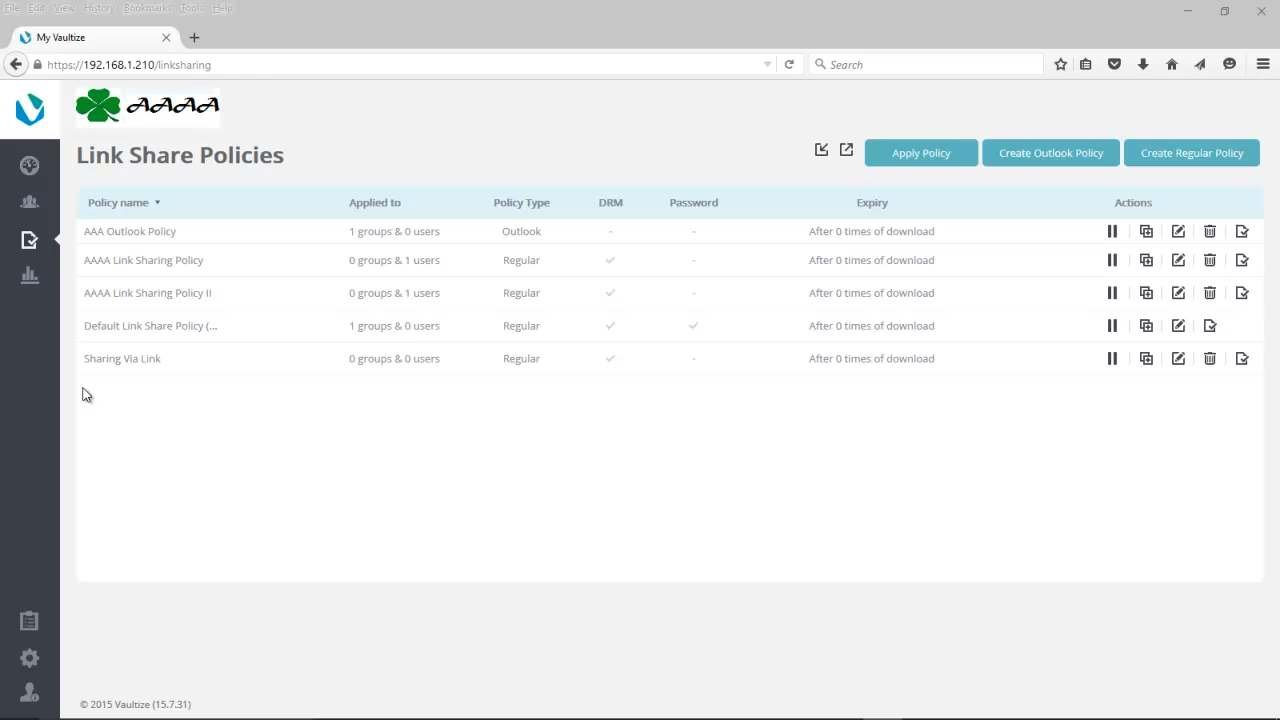 File Edit View History Bookmarks Tools Help
My Vaultize
https://192.168.1.210/linksharing
Search
AAAA
Link Share Policies
Apply Policy
Create Outlook Policy
Create Regular Policy
Policy name Applied to Policy Type DRM Password Expiry Actions
AAA Outlook Policy 1 groups & 0 users Outlook - - After 0 times of download
AAAA Link Sharing Policy 0 groups & 1 users Regular - After 0 times of download
AAAA Link Sharing Policy II 0 groups & 1 users Regular - After 0 times of download
Default Link Share Policy (... 1 groups & 0 users Regular After 0 times of download
Sharing Via Link 0 groups & 0 users Regular - After 0 times of download
© 2015 Vaultize (15.7.31)